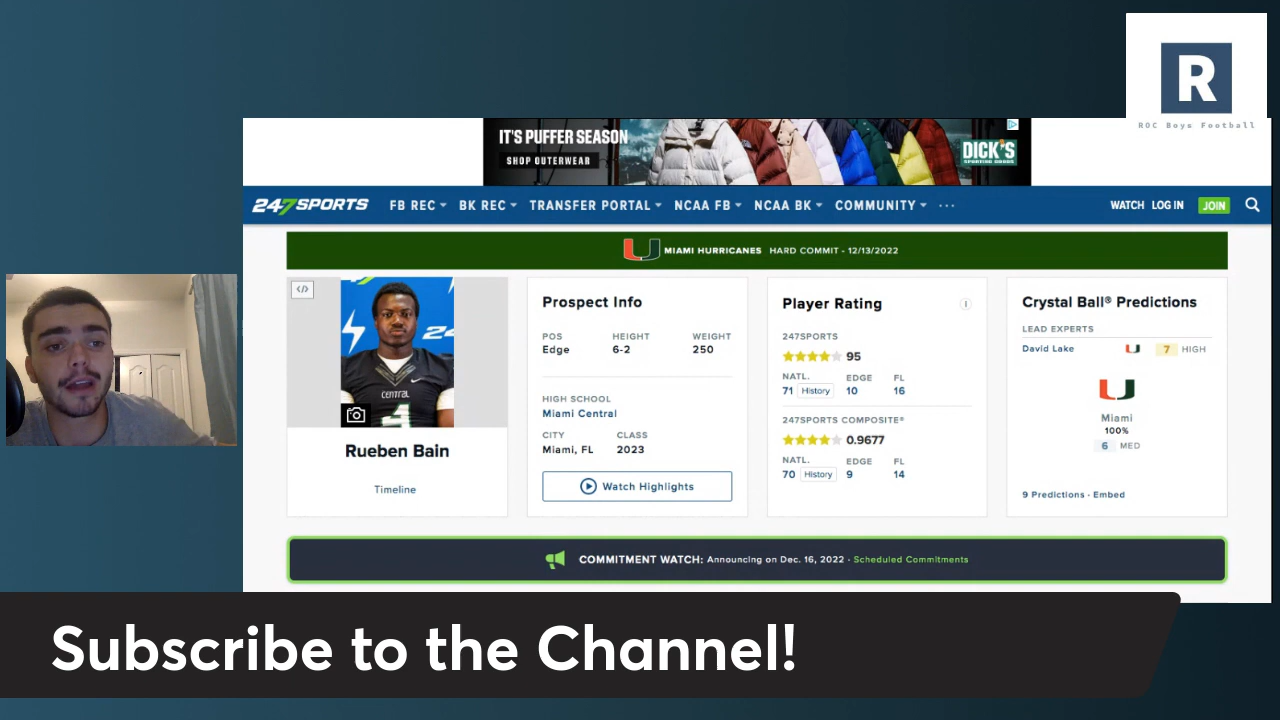 R
ROC Boys Football
IT'S PUFFER SEASON
SHOP OUTERWEAR
DICK'S
SPORTING GOODS
247SPORTS
FB REC
BK REC
TRANSFER PORTAL
NCAA FB
NCAA BK
COMMUNITY
...
WATCH
LOG IN
JOIN
MIAMI HURRICANES HARD COMMIT - 12/13/2022
</>
24
CENTRAL
4
Rueben Bain
Timeline
Prospect Info
POS HEIGHT WEIGHT
Edge 6-2 250
HIGH SCHOOL
Miami Central
CITY CLASS
Miami, FL 2023
Watch Highlights
Player Rating
247SPORTS
95
NATL. EDGE FL
71 History 10 16
247SPORTS COMPOSITE®
0.9677
NATL. EDGE FL
70 History 9 14
Crystal Ball® Predictions
LEAD EXPERTS
David Lake 7 HIGH
Miami
100%
6 MED
9 Predictions · Embed
COMMITMENT WATCH: Announcing on Dec. 16, 2022 · Scheduled Commitments
Subscribe to the Channel!